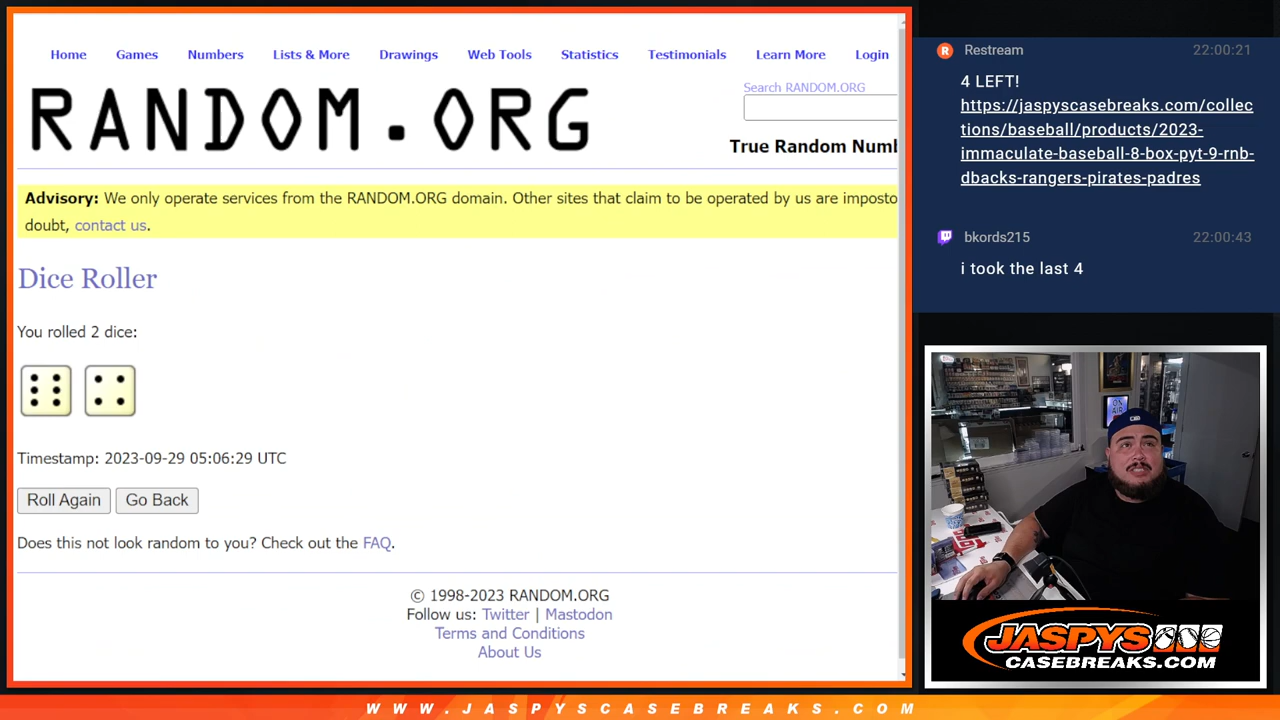 Home Games Numbers Lists & More Drawings Web Tools Statistics Testimonials Learn More Login
RANDOM.ORG
Search RANDOM.ORG
True Random Numb
Advisory: We only operate services from the RANDOM.ORG domain. Other sites that claim to be operated by us are imposto
doubt, contact us.
Dice Roller
You rolled 2 dice:
Timestamp: 2023-09-29 05:06:29 UTC
Roll Again Go Back
Does this not look random to you? Check out the FAQ.
© 1998-2023 RANDOM.ORG
Follow us: Twitter | Mastodon
Terms and Conditions
About Us
R Restream 22:00:21
4 LEFT!
https://jaspyscasebreaks.com/collec
tions/baseball/products/2023-
immaculate-baseball-8-box-pyt-9-rnb-
dbacks-rangers-pirates-padres
bkords215 22:00:43
i took the last 4
ON
AIR
JASPYS
CASEBREAKS.COM
WWW.JASPYSCASEBREAKS.COM